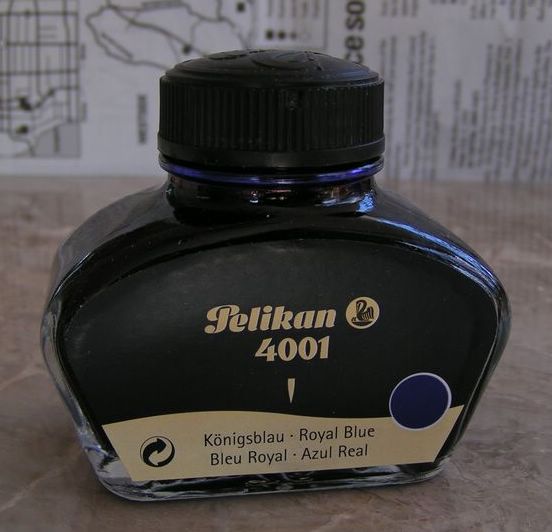 Pelikan
4001
Königsblau · Royal Blue
Bleu Royal · Azul Real